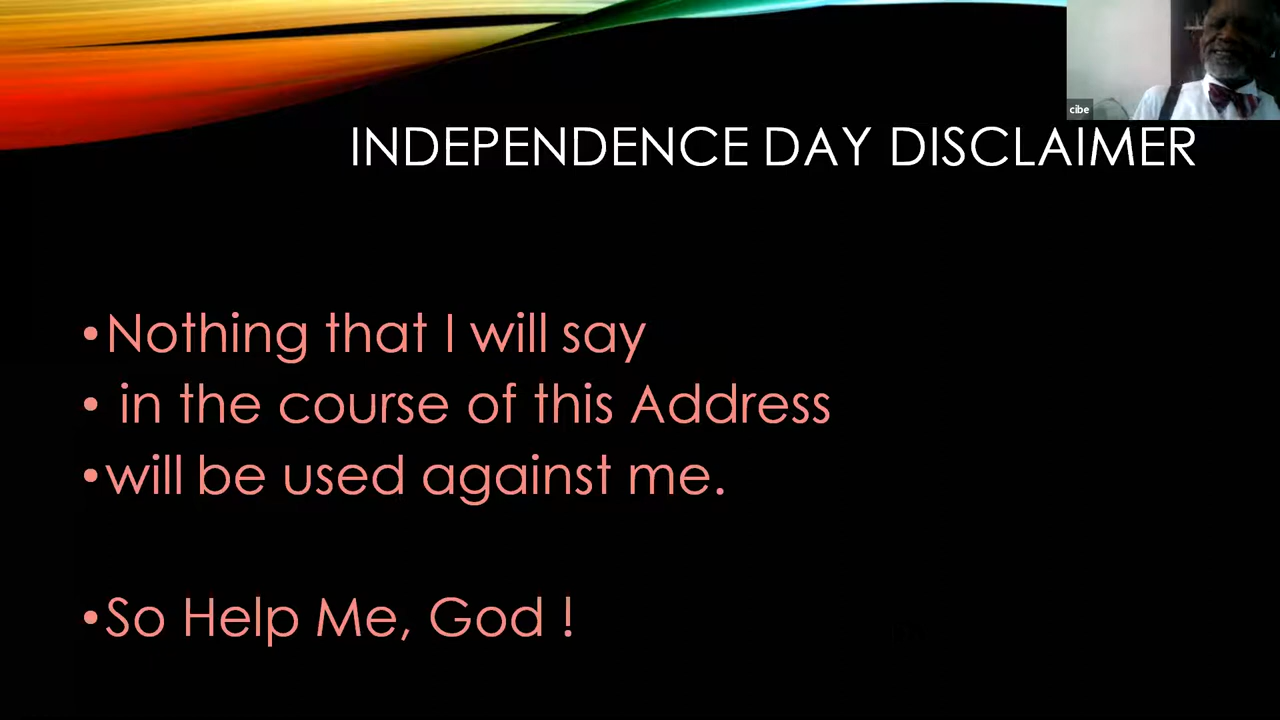 cibe
INDEPENDENCE DAY DISCLAIMER
•Nothing that I will say
• in the course of this Address
•will be used against me.
•So Help Me, God !